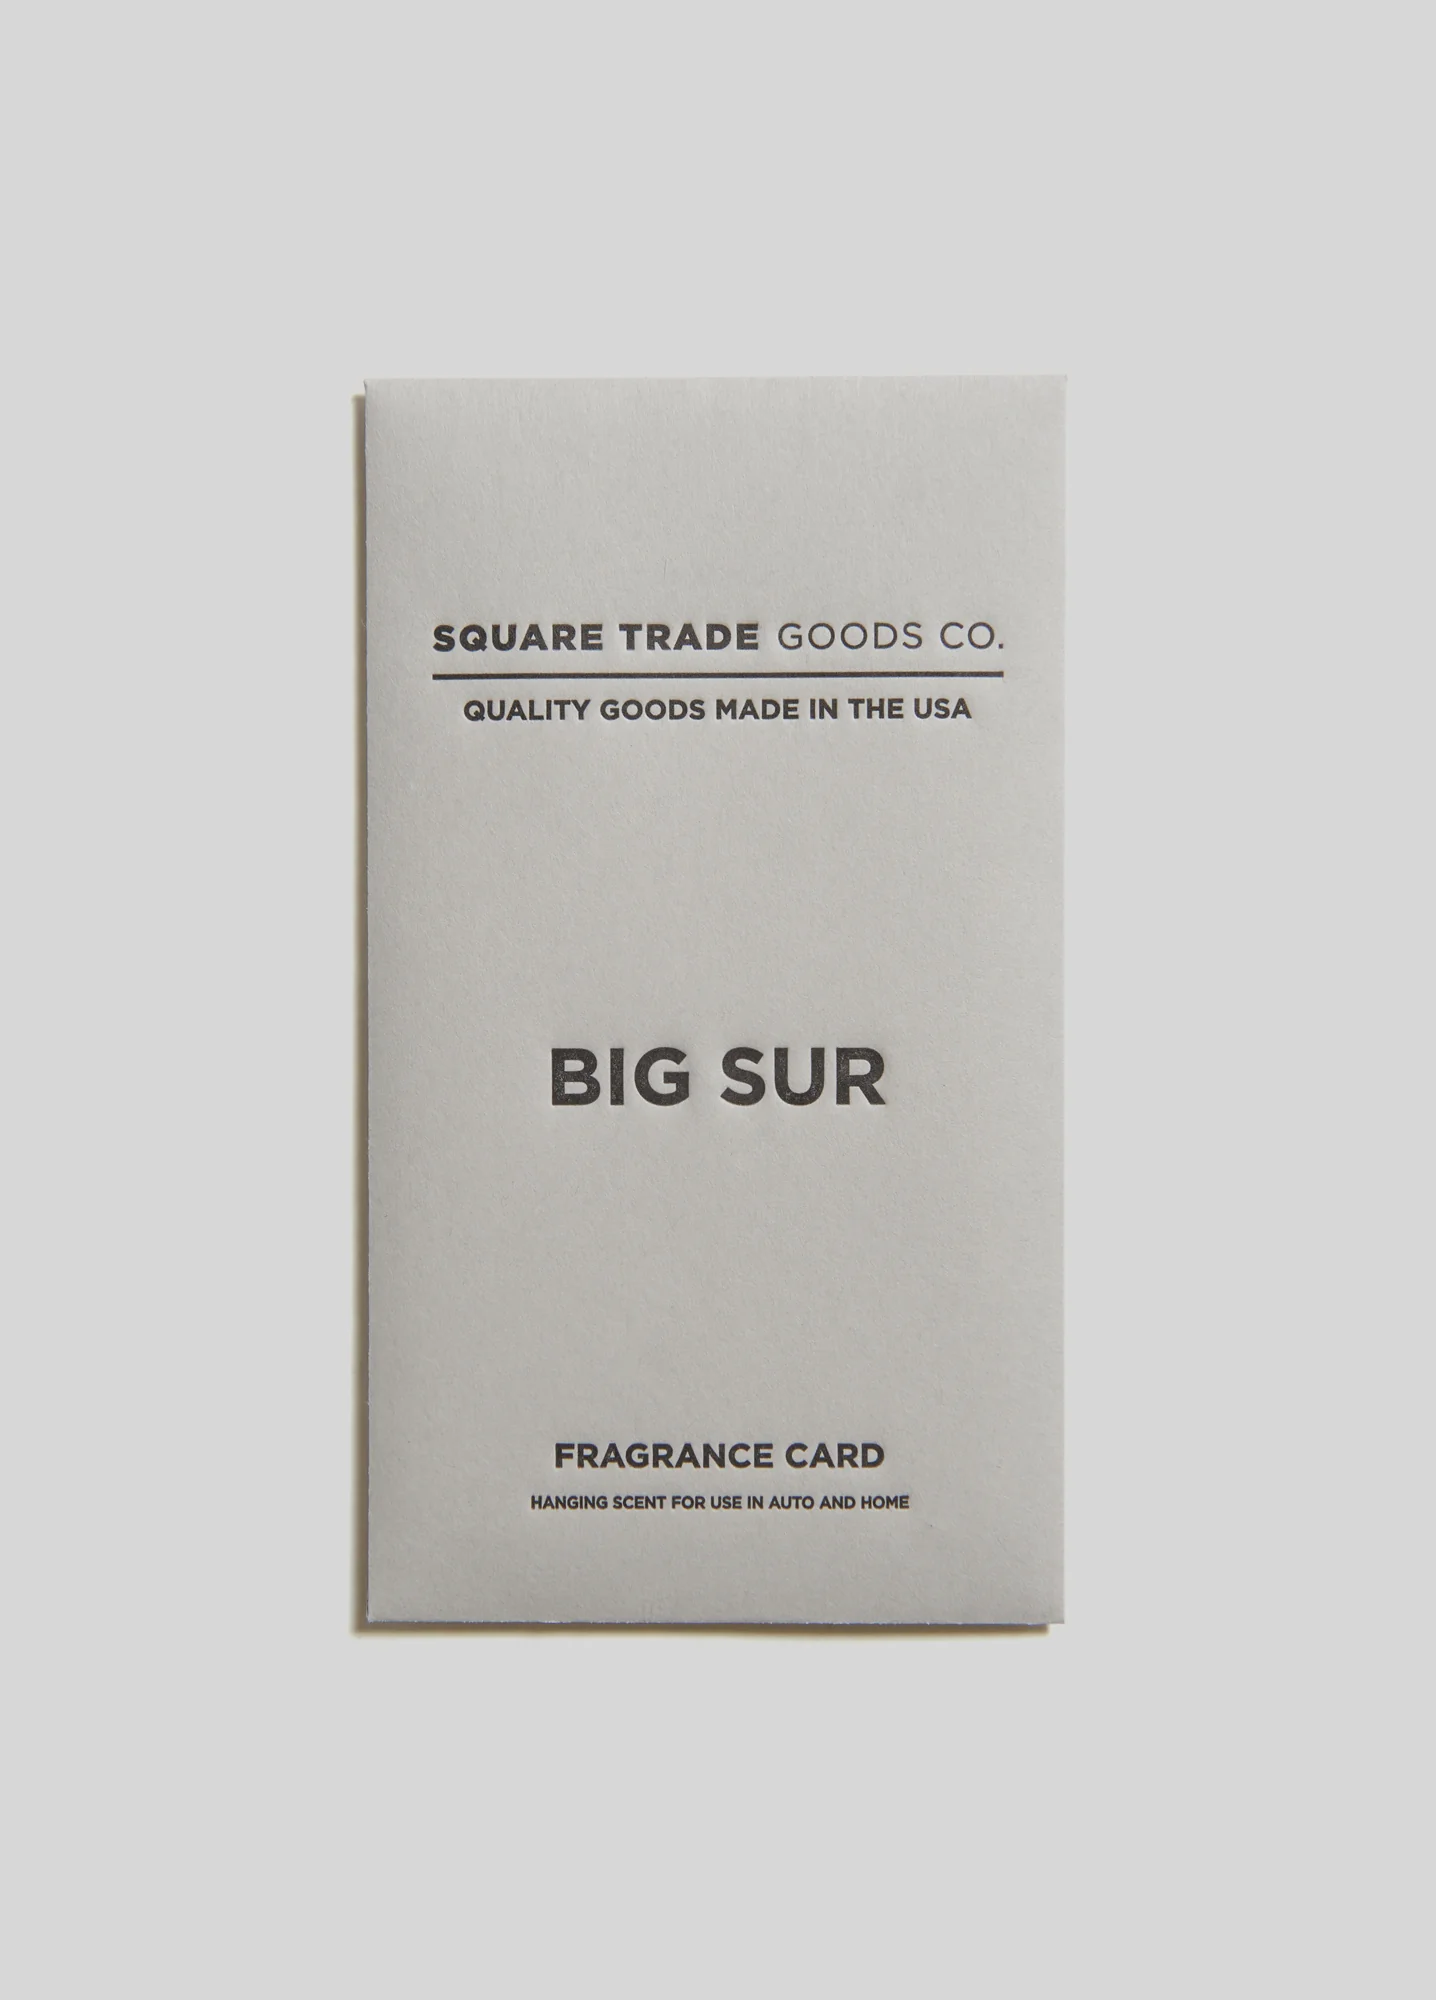 SQUARE TRADE GOODS CO.
QUALITY GOODS MADE IN THE USA
BIG SUR
FRAGRANCE CARD
HANGING SCENT FOR USE IN AUTO AND HOME